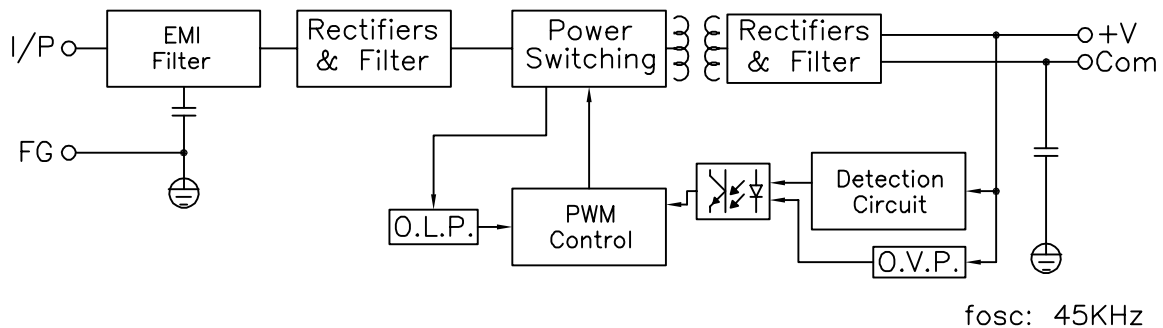 I/P
EMI
Filter
Rectifiers
& Filter
Power
Switching
Rectifiers
& Filter
+V
Com
FG
O.L.P.
PWM
Control
Detection
Circuit
O.V.P.
fosc: 45KHz